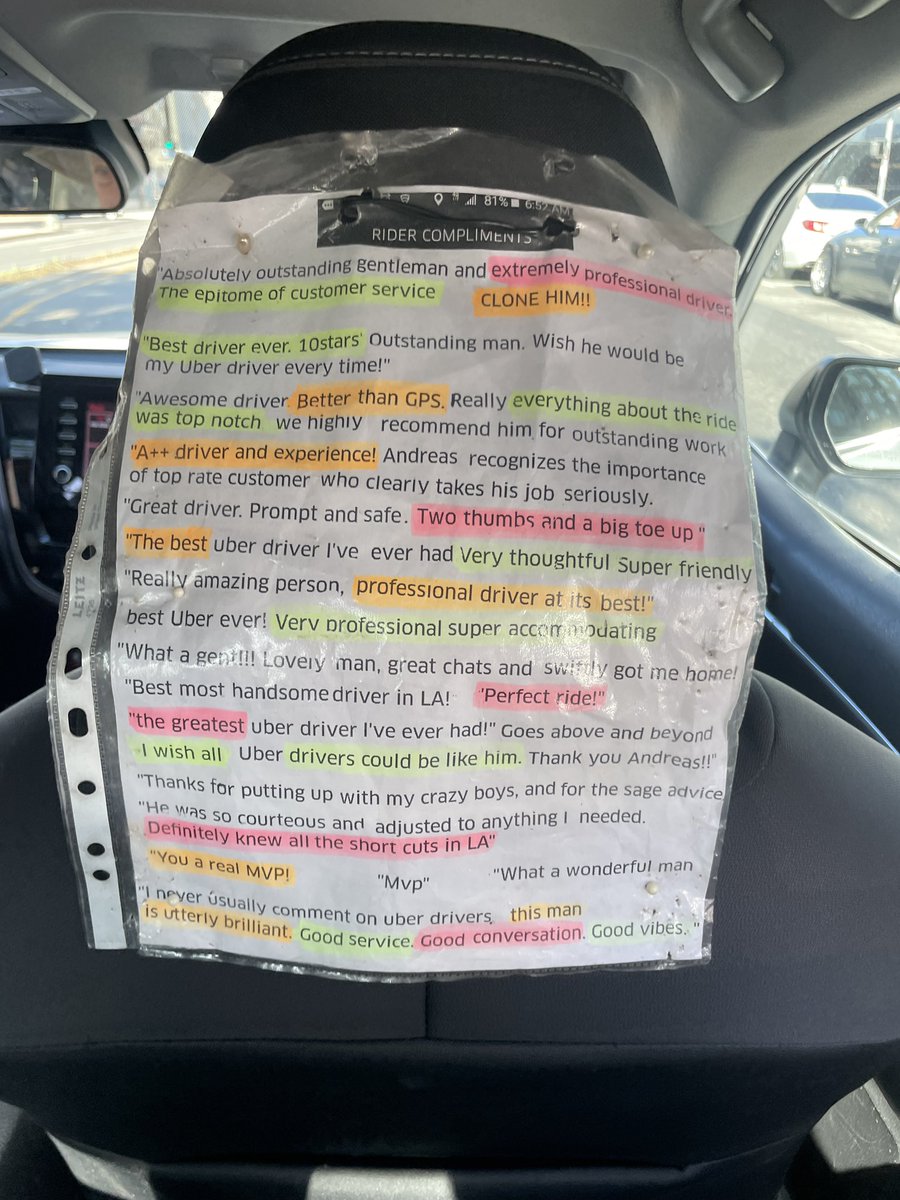 81% 6:52 AM
RIDER COMPLIMENTS
"Absolutely outstanding gentleman and extremely professional driver.
The epitome of customer service CLONE HIM!!
"Best driver ever. 10stars' Outstanding man. Wish he would be
my Uber driver every time!"
"Awesome driver. Better than GPS. Really everything about the ride
was top notch we highly recommend him for outstanding work
"A++ driver and experience! Andreas recognizes the importance
of top rate customer who clearly takes his job seriously.
"Great driver. Prompt and safe. Two thumbs and a big toe up "
"The best uber driver I've ever had Very thoughtful Super friendly
"Really amazing person, professional driver at its best!"
best Uber ever! Very professional super accommodating
"What a gent!!! Lovely man, great chats and swiftly got me home!
"Best most handsome driver in LA! "Perfect ride!"
"the greatest uber driver I've ever had!" Goes above and beyond
I wish all Uber drivers could be like him. Thank you Andreas!!"
"Thanks for putting up with my crazy boys, and for the sage advice
"He was so courteous and adjusted to anything I needed.
Definitely knew all the short cuts in LA"
"You a real MVP! "Mvp" "What a wonderful man
"I never usually comment on uber drivers this man
is utterly brilliant. Good service. Good conversation. Good vibes. "
LEITZ